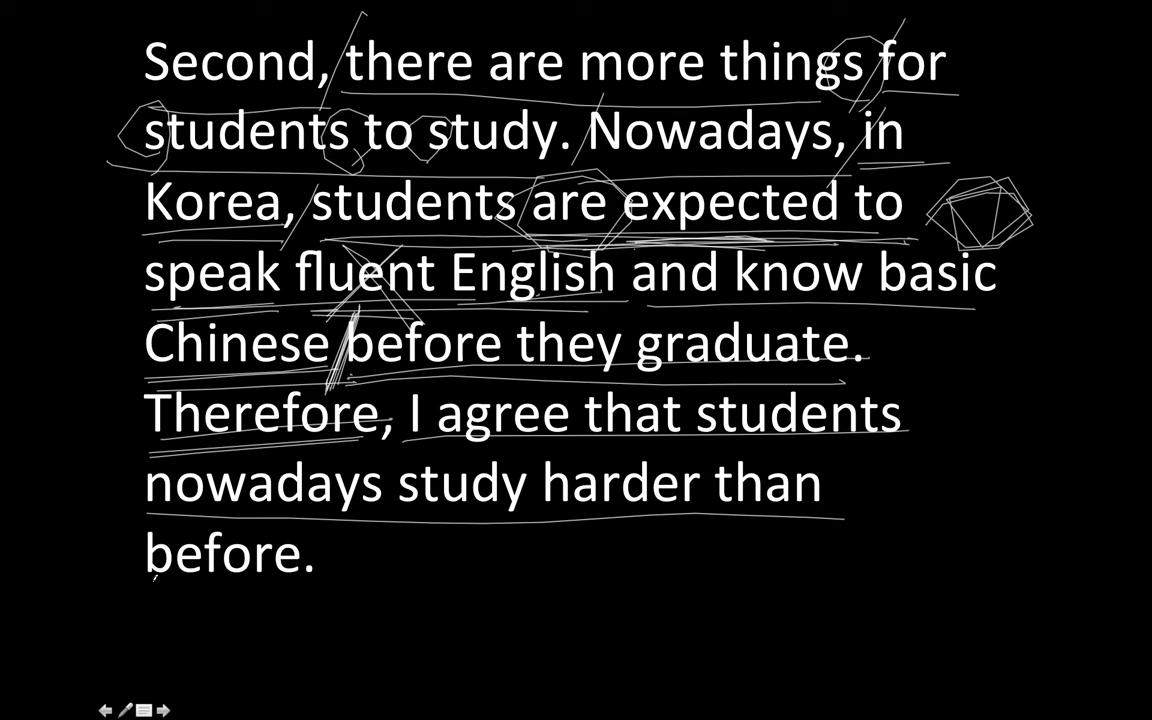 Second, there are more things for
students to study. Nowadays, in
Korea, students are expected to
speak fluent English and know basic
Chinese before they graduate.
Therefore, I agree that students
nowadays study harder than
before.